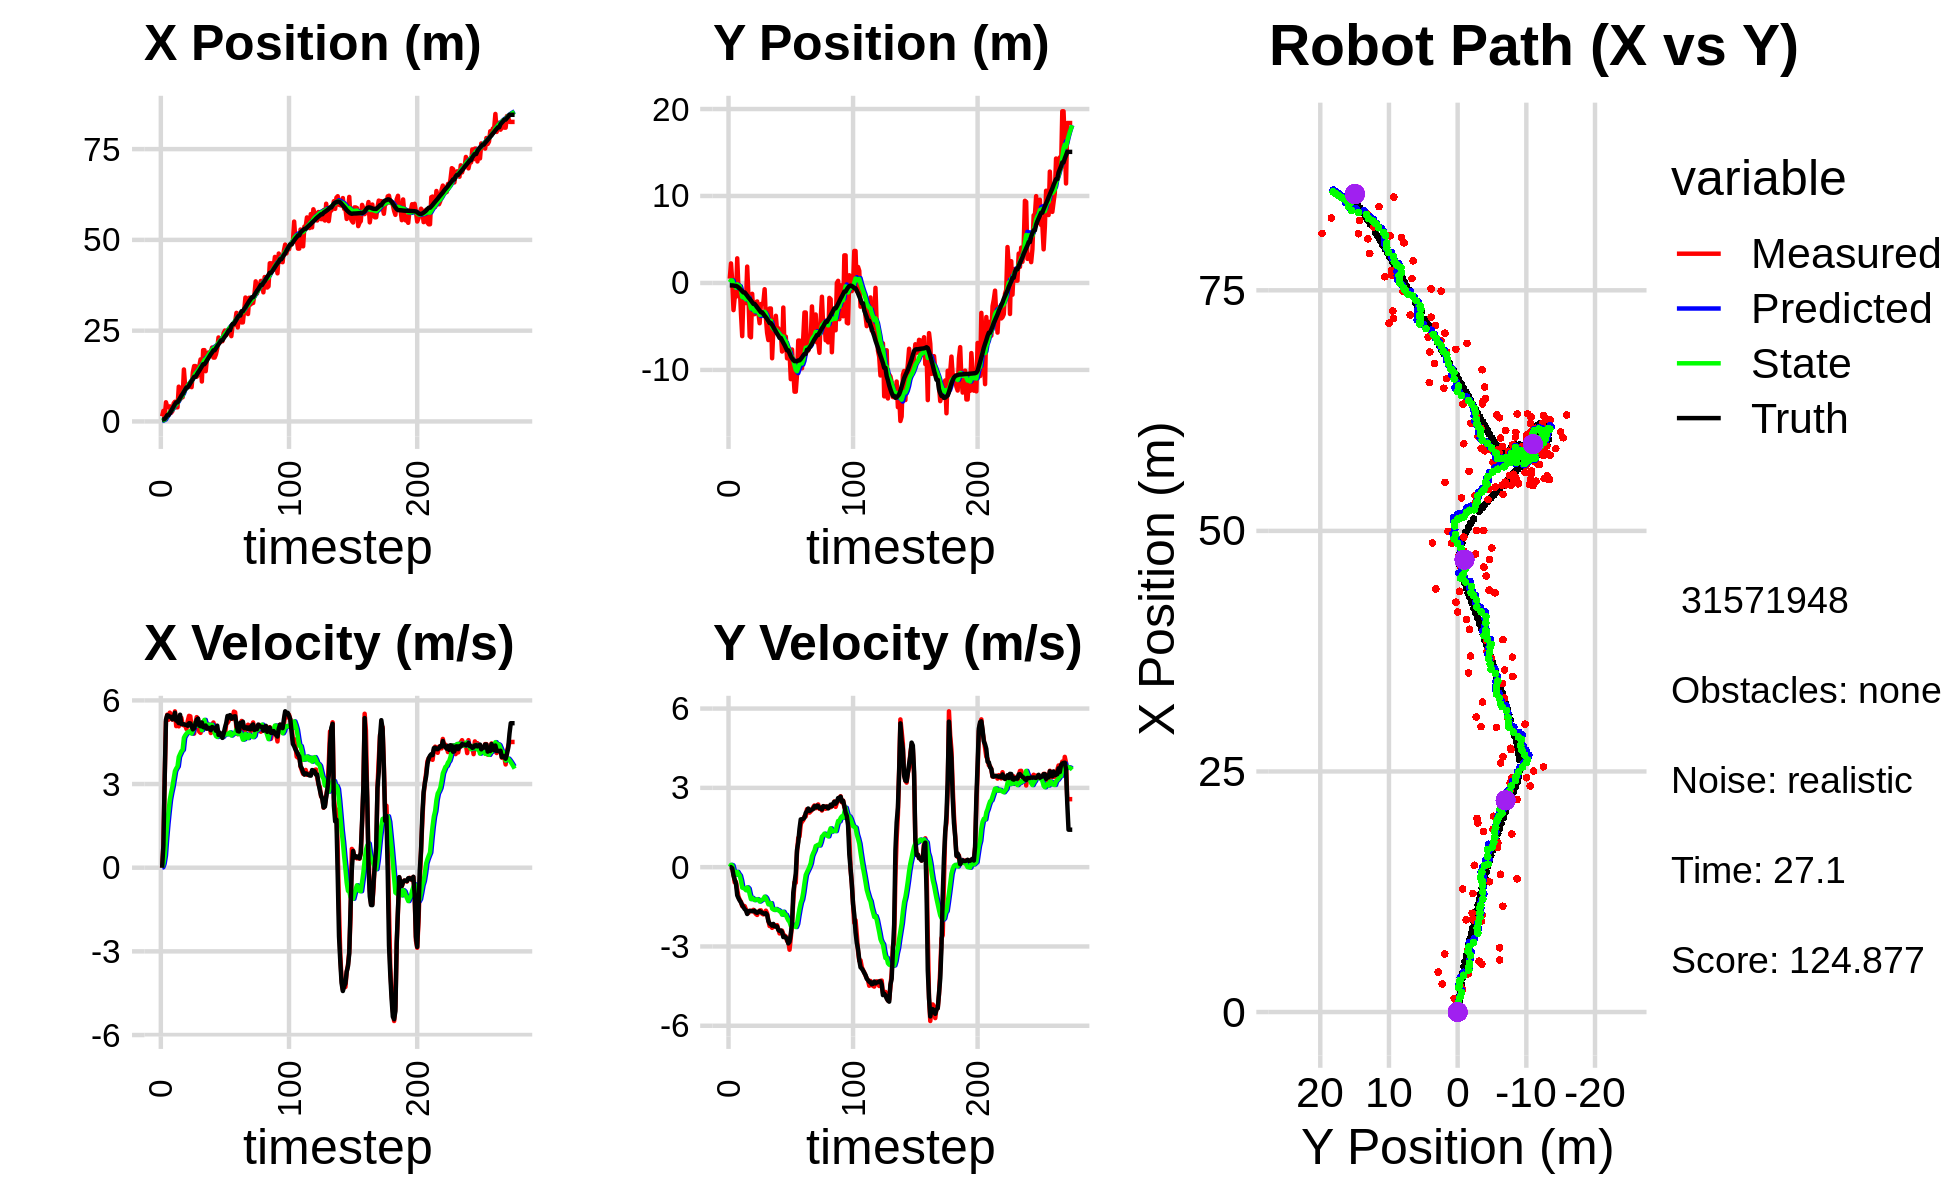 X Position (m)
75
50
25
0
0
100
200
timestep
Y Position (m)
20
10
0
-10
0
100
200
timestep
X Velocity (m/s)
6
3
0
-3
-6
0
100
200
timestep
Y Velocity (m/s)
6
3
0
-3
-6
0
100
200
timestep
Robot Path (X vs Y)
X Position (m)
75
50
25
0
20 10 0 -10 -20
Y Position (m)
variable
Measured
Predicted
State
Truth
31571948
Obstacles: none
Noise: realistic
Time: 27.1
Score: 124.877